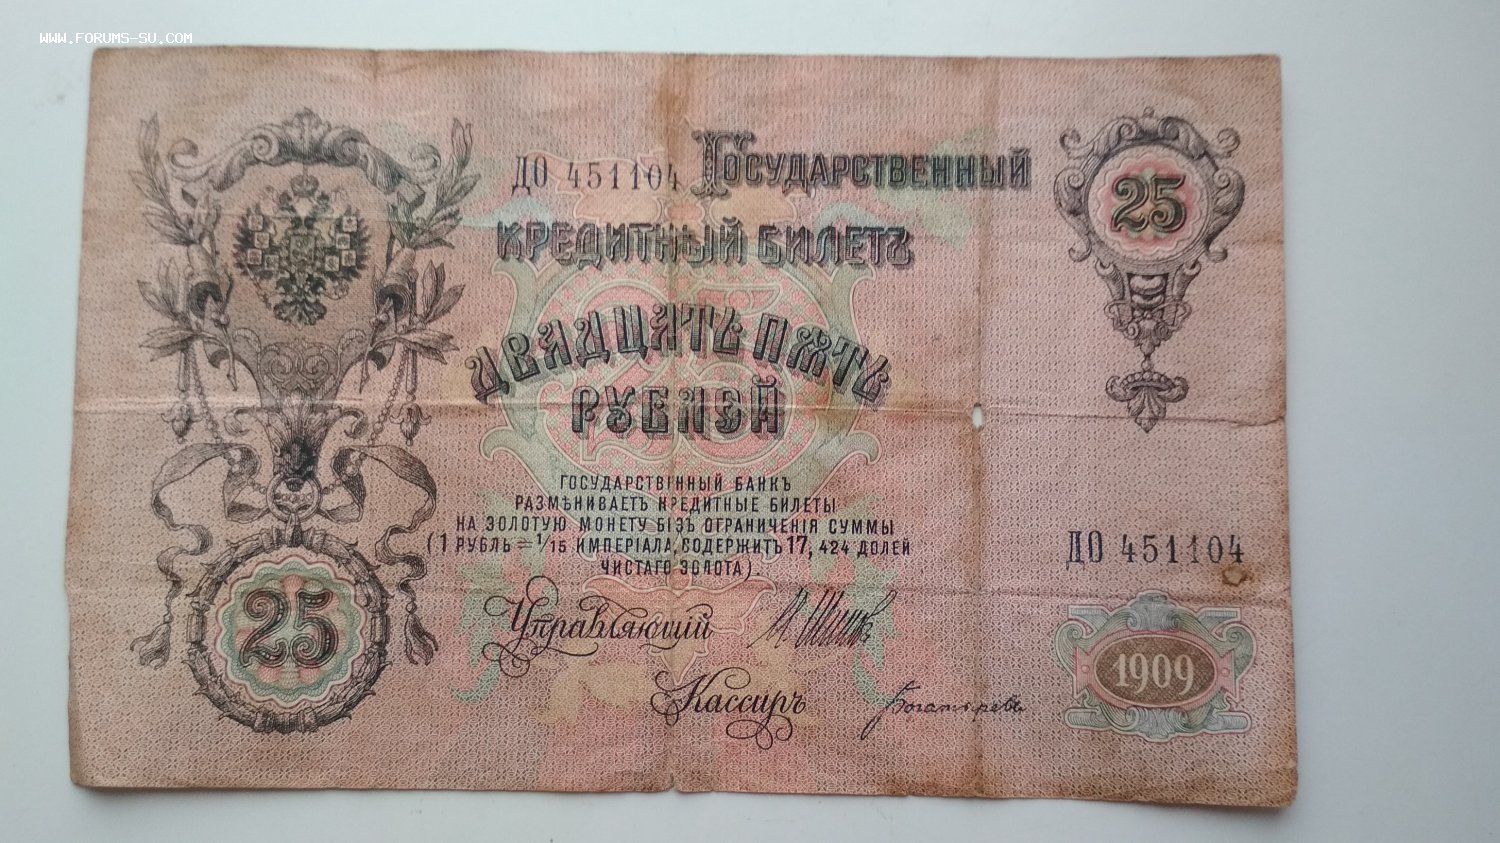 WWW.FORUMS-SU.COM
ДО 451104 ГОСУДАРСТВЕННЫЙ
КРЕДИТНЫЙ БИЛЕТЪ
25
ДВАДЦАТЬ ПѦТЬ
РУБЛЕЙ
ГОСУДАРСТВЕННЫЙ БАНКЪ
РАЗМѢНИВАЕТЪ КРЕДИТНЫЕ БИЛЕТЫ
НА ЗОЛОТУЮ МОНЕТУ БЕЗЪ ОГРАНИЧЕНІЯ СУММЫ
(1 РУБЛЬ = 1/15 ИМПЕРІАЛА, СОДЕРЖИТЪ 17,424 ДОЛЕЙ
ЧИСТАГО ЗОЛОТА).
ДО 451104
25
Управляющій
Кассиръ
Богатыревъ
1909